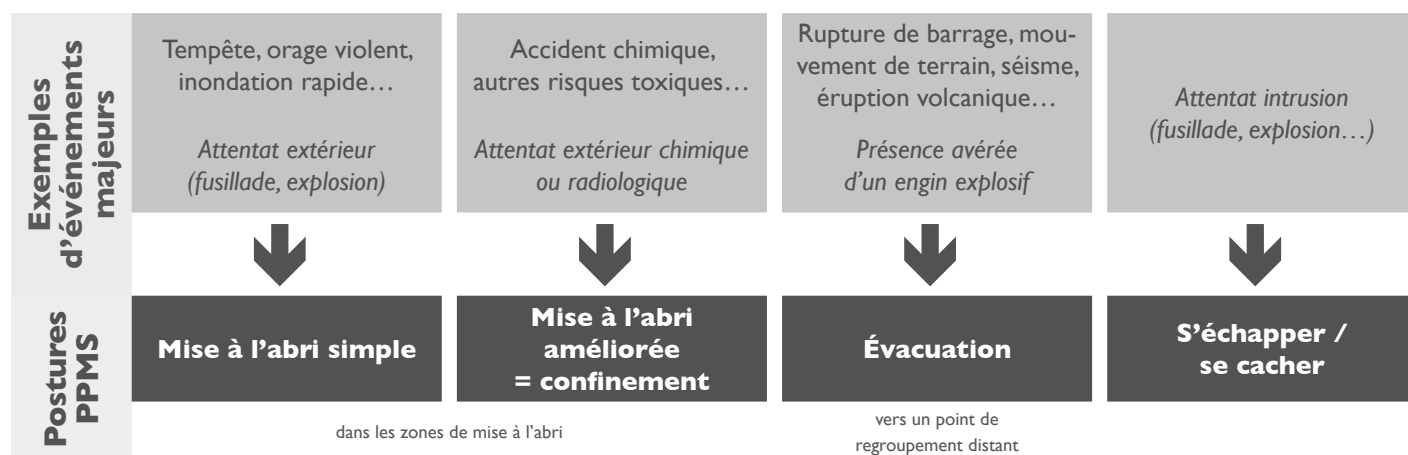 Exemples
d'événements
majeurs
Tempête, orage violent,
inondation rapide…
Attentat extérieur
(fusillade, explosion)
Accident chimique,
autres risques toxiques…
Attentat extérieur chimique
ou radiologique
Rupture de barrage, mou-
vement de terrain, séisme,
éruption volcanique…
Présence avérée
d'un engin explosif
Attentat intrusion
(fusillade, explosion…)
Postures
PPMS
Mise à l'abri simple
Mise à l'abri
améliorée
= confinement
Évacuation
S'échapper /
se cacher
dans les zones de mise à l'abri
vers un point de
regroupement distant